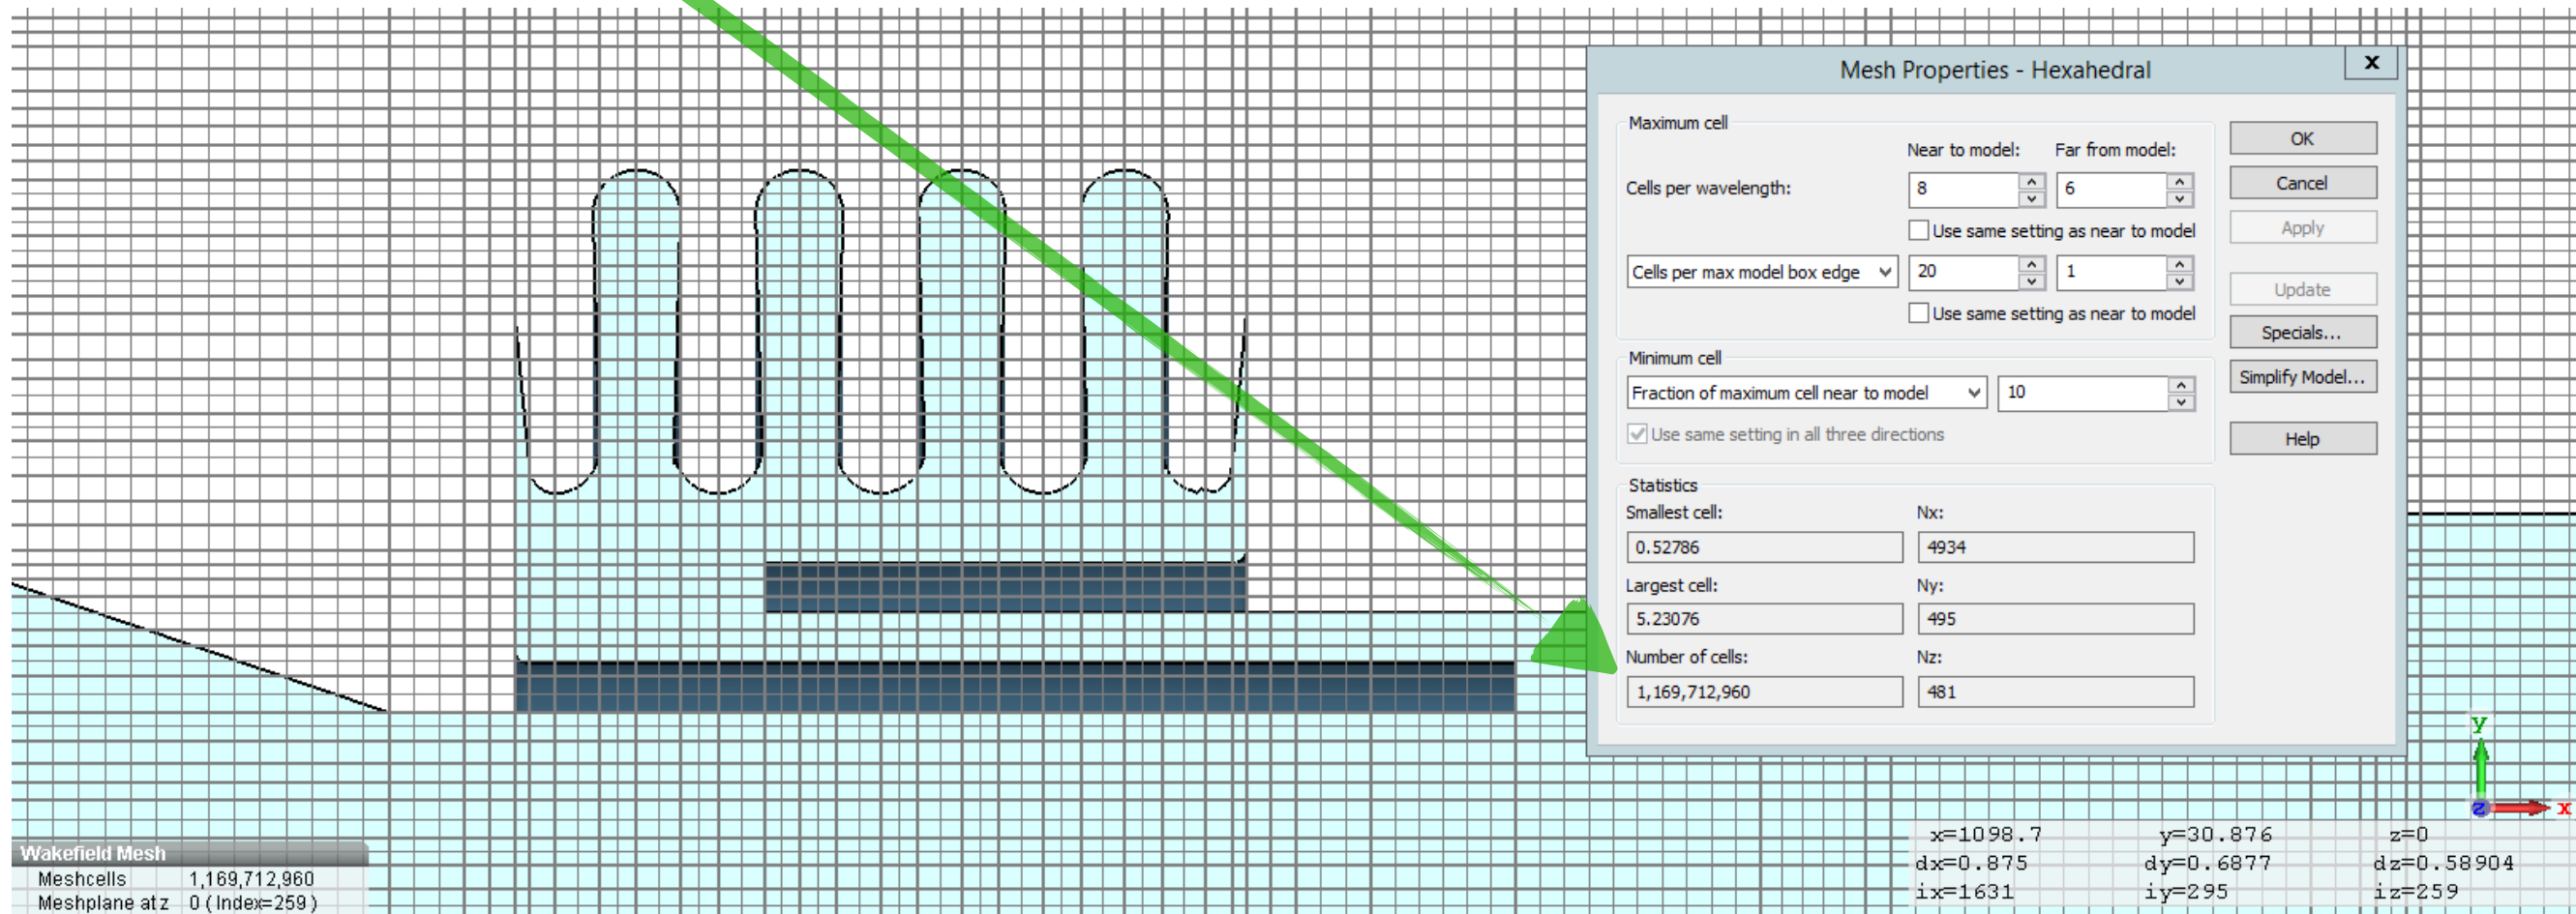 Mesh Properties - Hexahedral
x
Maximum cell
Near to model: Far from model:
Cells per wavelength: 8 6
Use same setting as near to model
Cells per max model box edge 20 1
Use same setting as near to model
Minimum cell
Fraction of maximum cell near to model 10
Use same setting in all three directions
Statistics
Smallest cell: Nx:
0.52786 4934
Largest cell: Ny:
5.23076 495
Number of cells: Nz:
1,169,712,960 481
OK
Cancel
Apply
Update
Specials...
Simplify Model...
Help
y
z x
x=1098.7 y=30.876 z=0
dx=0.875 dy=0.6877 dz=0.58904
ix=1631 iy=295 iz=259
Wakefield Mesh
Meshcells 1,169,712,960
Meshplane at z 0 ( Index=259 )